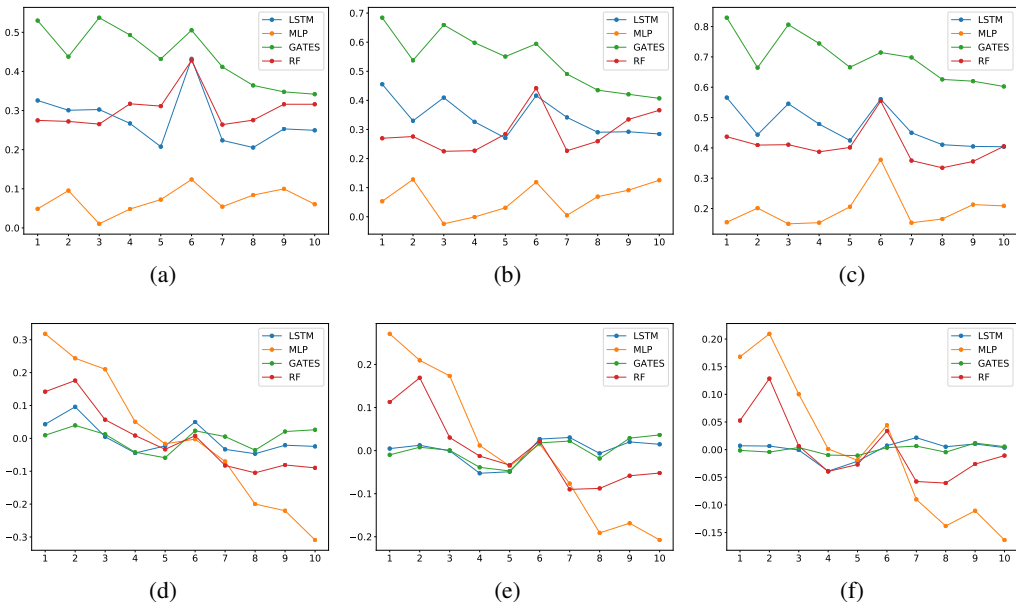 0.5
0.4
0.3
0.2
0.1
0.0
LSTM
MLP
GATES
RF
1 2 3 4 5 6 7 8 9 10
(a)
0.7
0.6
0.5
0.4
0.3
0.2
0.1
0.0
LSTM
MLP
GATES
RF
1 2 3 4 5 6 7 8 9 10
(b)
0.8
0.7
0.6
0.5
0.4
0.3
0.2
LSTM
MLP
GATES
RF
1 2 3 4 5 6 7 8 9 10
(c)
0.3
0.2
0.1
0.0
−0.1
−0.2
−0.3
LSTM
MLP
GATES
RF
1 2 3 4 5 6 7 8 9 10
(d)
0.2
0.1
0.0
−0.1
−0.2
LSTM
MLP
GATES
RF
1 2 3 4 5 6 7 8 9 10
(e)
0.20
0.15
0.10
0.05
0.00
−0.05
−0.10
−0.15
LSTM
MLP
GATES
RF
1 2 3 4 5 6 7 8 9 10
(f)